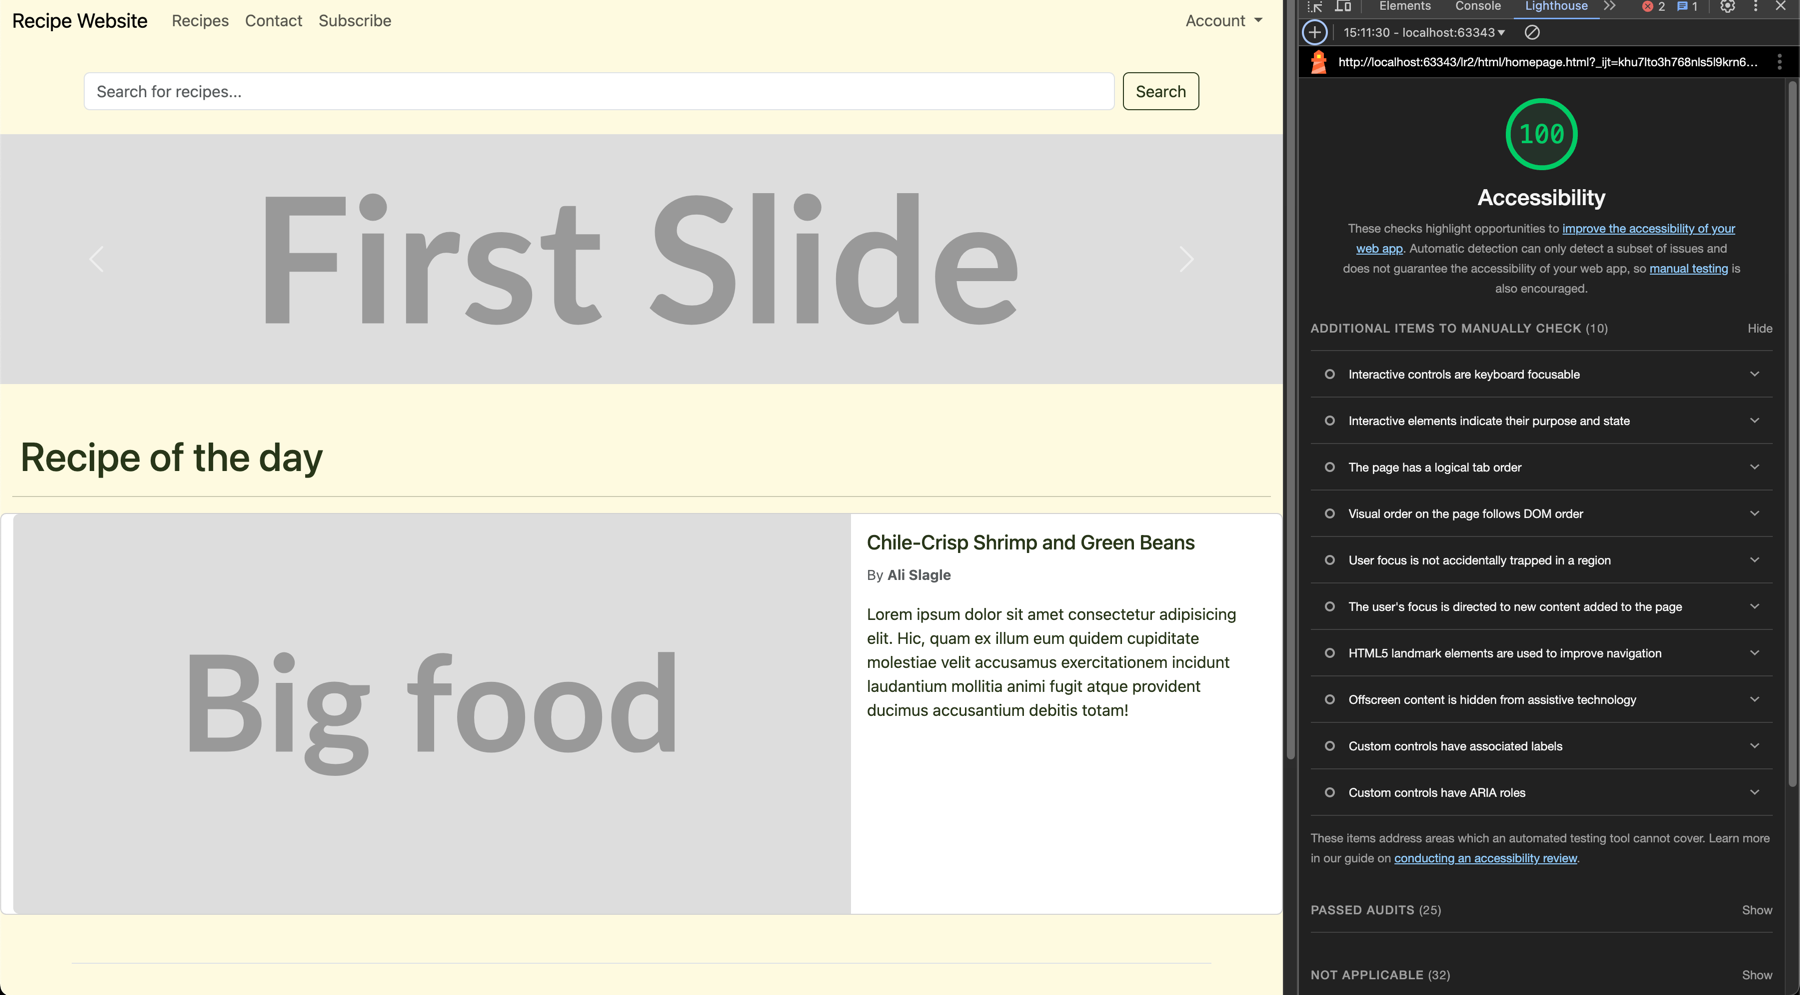 Recipe Website
Recipes
Contact
Subscribe
Account
Search for recipes...
Search
First Slide
Recipe of the day
Big food
Chile-Crisp Shrimp and Green Beans
By Ali Slagle
Lorem ipsum dolor sit amet consectetur adipisicing
elit. Hic, quam ex illum eum quidem cupiditate
molestiae velit accusamus exercitationem incidunt
laudantium mollitia animi fugit atque provident
ducimus accusantium debitis totam!
Elements
Console
Lighthouse
2
1
15:11:30 - localhost:63343
http://localhost:63343/lr2/html/homepage.html?_ijt=khu7lto3h768nls5l9krn6...
100
Accessibility
These checks highlight opportunities to improve the accessibility of your
web app. Automatic detection can only detect a subset of issues and
does not guarantee the accessibility of your web app, so manual testing is
also encouraged.
ADDITIONAL ITEMS TO MANUALLY CHECK (10)
Hide
Interactive controls are keyboard focusable
Interactive elements indicate their purpose and state
The page has a logical tab order
Visual order on the page follows DOM order
User focus is not accidentally trapped in a region
The user's focus is directed to new content added to the page
HTML5 landmark elements are used to improve navigation
Offscreen content is hidden from assistive technology
Custom controls have associated labels
Custom controls have ARIA roles
These items address areas which an automated testing tool cannot cover. Learn more
in our guide on conducting an accessibility review.
PASSED AUDITS (25)
Show
NOT APPLICABLE (32)
Show